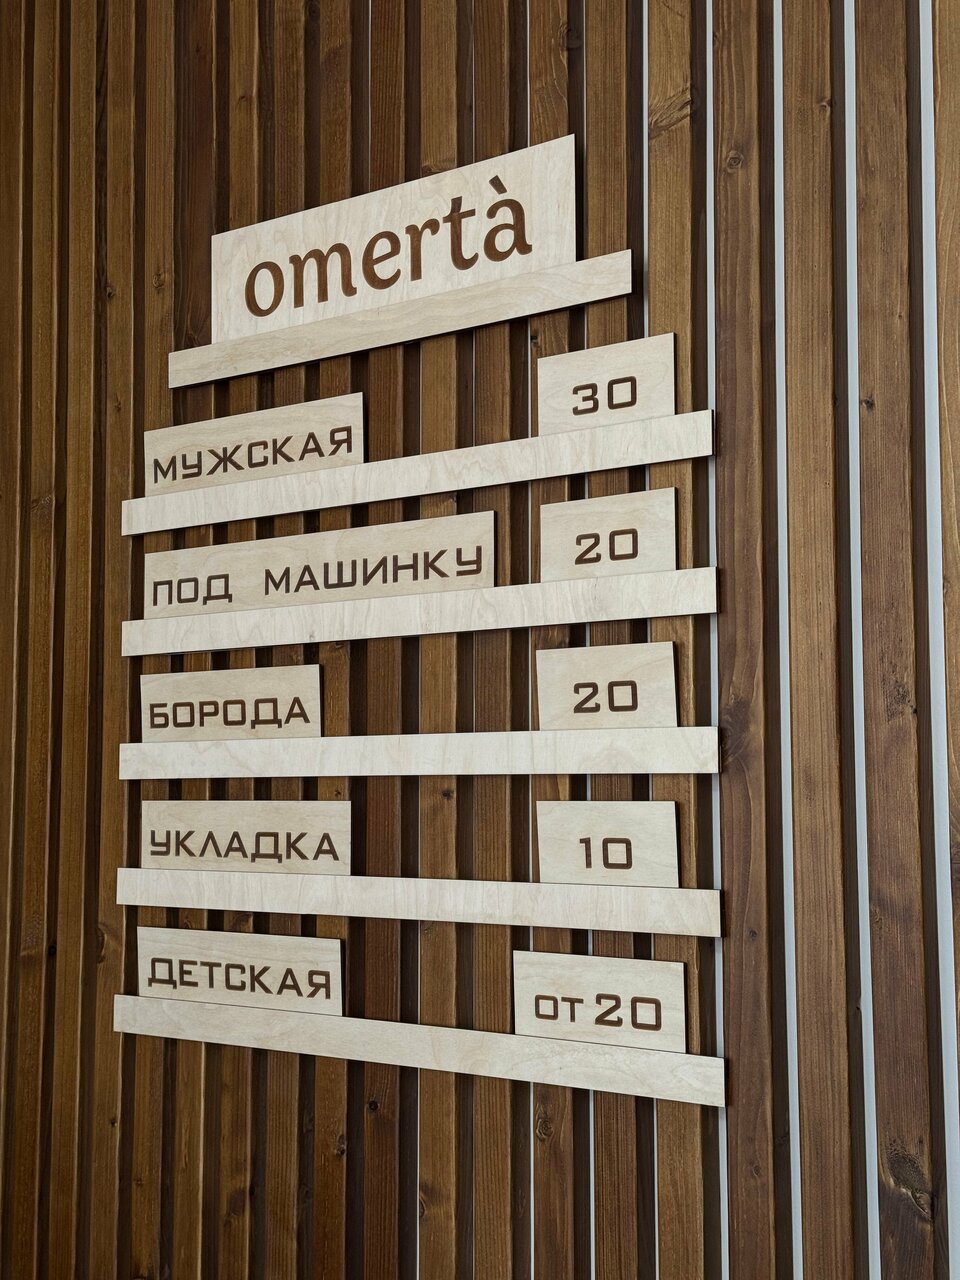 omertà
МУЖСКАЯ 30
ПОД МАШИНКУ 20
БОРОДА 20
УКЛАДКА 10
ДЕТСКАЯ от 20